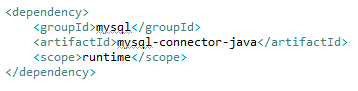 <dependency>
    <groupId>mysql</groupId>
    <artifactId>mysql-connector-java</artifactId>
    <scope>runtime</scope>
</dependency>